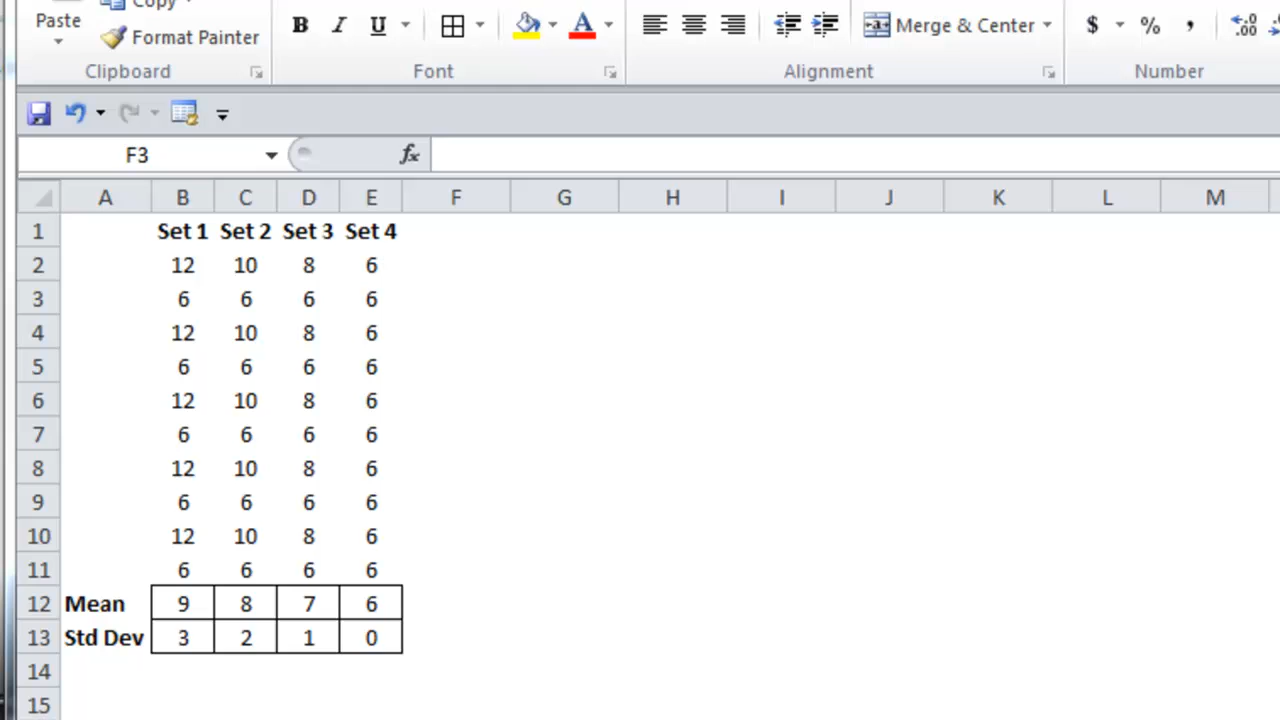 Copy
Paste
Format Painter
B I U A Merge & Center $ % , .00
Clipboard Font Alignment Number
F3 fx
A B C D E F G H I J K L M
1 Set 1 Set 2 Set 3 Set 4
2 12 10 8 6
3 6 6 6 6
4 12 10 8 6
5 6 6 6 6
6 12 10 8 6
7 6 6 6 6
8 12 10 8 6
9 6 6 6 6
10 12 10 8 6
11 6 6 6 6
12 Mean 9 8 7 6
13 Std Dev 3 2 1 0
14
15